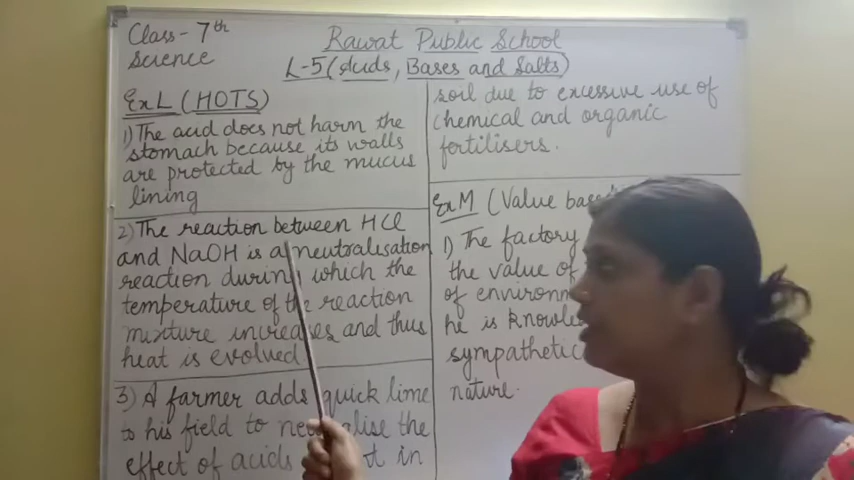 Class - 7th
Science
Rawat Public School
L-5 (Acids, Bases and Salts)
Ex L (HOTS)
1) The acid does not harm the
stomach because its walls
are protected by the mucus
lining
2) The reaction between HCl
and NaOH is a neutralisation
reaction during which the
temperature of the reaction
mixture increases and thus
heat is evolved
3) A farmer adds quick lime
to his field to neutralise the
effect of acids in
soil due to excessive use of
chemical and organic
fertilisers.
Ex M (Value
1) The factory
the value of
of
he is
sympathetic
nature.